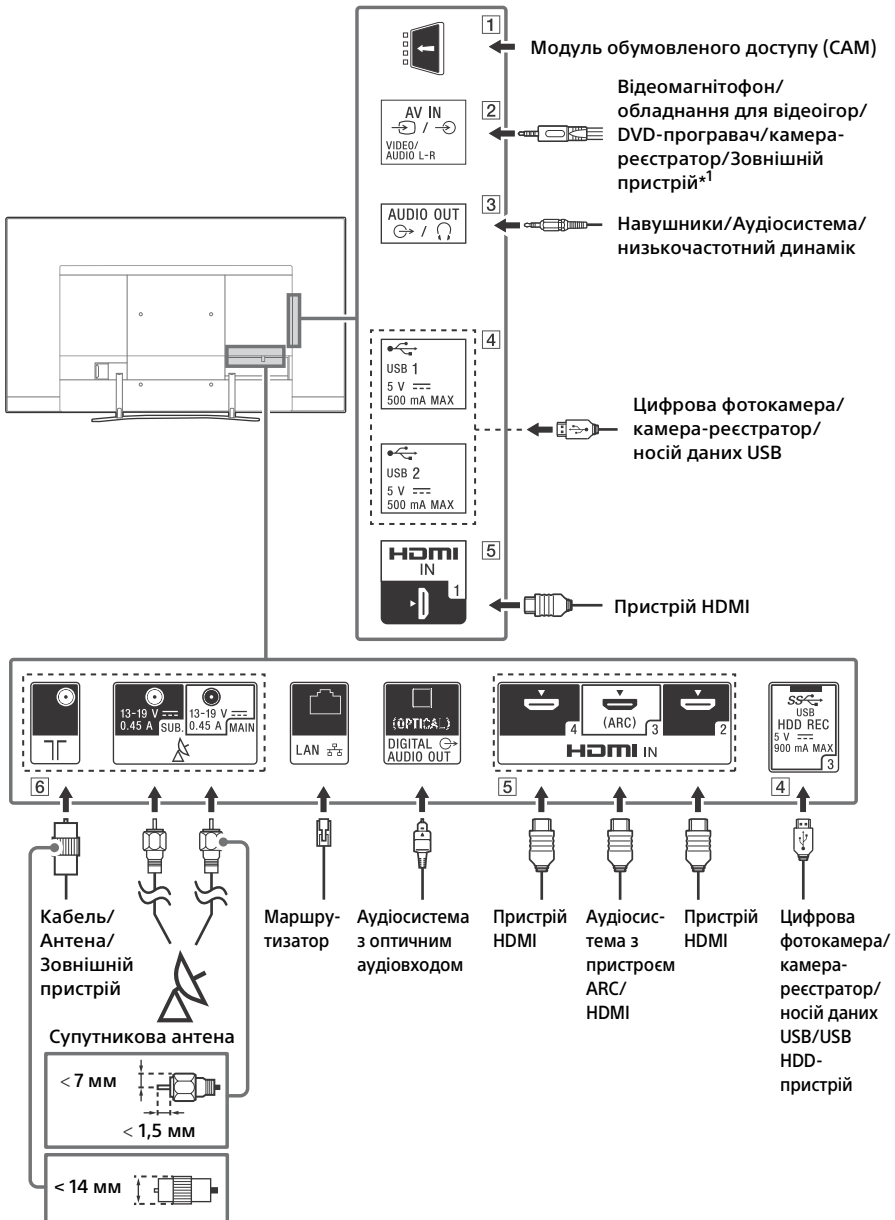 1
Модуль обумовленого доступу (CAM)
AV IN
/
VIDEO/
AUDIO L-R
2
Відеомагнітофон/
обладнання для відеоігор/
DVD-програвач/камера-
реєстратор/Зовнішній
пристрій*1
AUDIO OUT
/
3
Навушники/Аудіосистема/
низькочастотний динамік
4
USB 1
5 V
500 mA MAX
USB 2
5 V
500 mA MAX
Цифрова фотокамера/
камера-реєстратор/
носій даних USB
HDMI
IN
1
5
Пристрій HDMI
13-19 V
0.45 A
SUB.
13-19 V
0.45 A
MAIN
LAN
(OPTICAL)
DIGITAL
AUDIO OUT
4
(ARC)
3
2
HDMI IN
SS
USB
HDD REC
5 V
900 mA MAX
3
6
5
4
Кабель/
Антена/
Зовнішній
пристрій
Супутникова антена
Маршру-
тизатор
Аудіосистема
з оптичним
аудіовходом
Пристрій
HDMI
Аудіосис-
тема з
пристроєм
ARC/
HDMI
Пристрій
HDMI
Цифрова
фотокамера/
камера-
реєстратор/
носій даних
USB/USB
HDD-
пристрій
< 7 мм
< 1,5 мм
< 14 мм